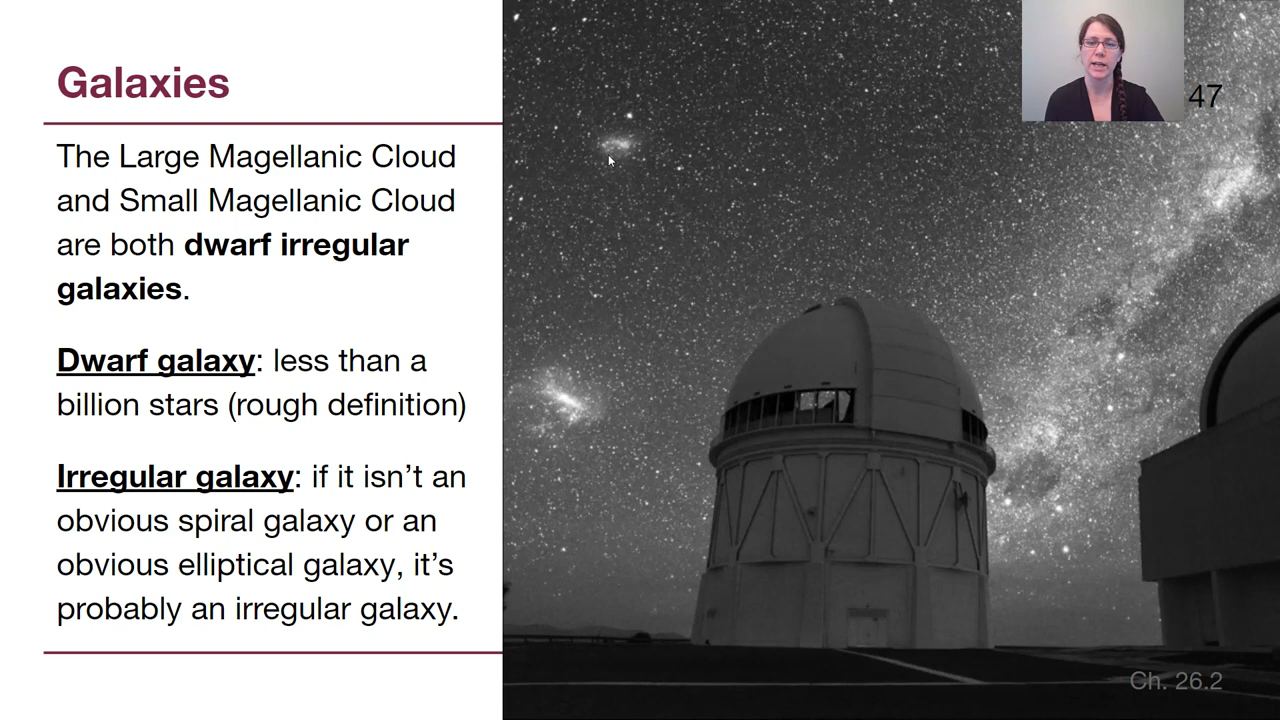 Galaxies
47
The Large Magellanic Cloud
and Small Magellanic Cloud
are both dwarf irregular
galaxies.
Dwarf galaxy: less than a
billion stars (rough definition)
Irregular galaxy: if it isn’t an
obvious spiral galaxy or an
obvious elliptical galaxy, it’s
probably an irregular galaxy.
Ch. 26.2